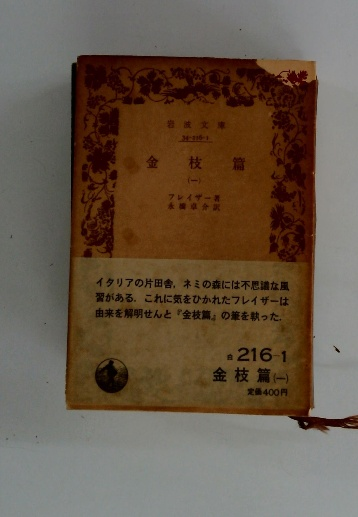 岩波文庫
34-216-1
金枝篇
(一)
フレイザー著
永橋卓介訳
イタリアの片田舎、ネミの森には不思議な風
習がある。これに気をひかれたフレイザーは
由来を解明せんと『金枝篇』の筆を執った。
白 216-1
金枝篇(一)
定価400円